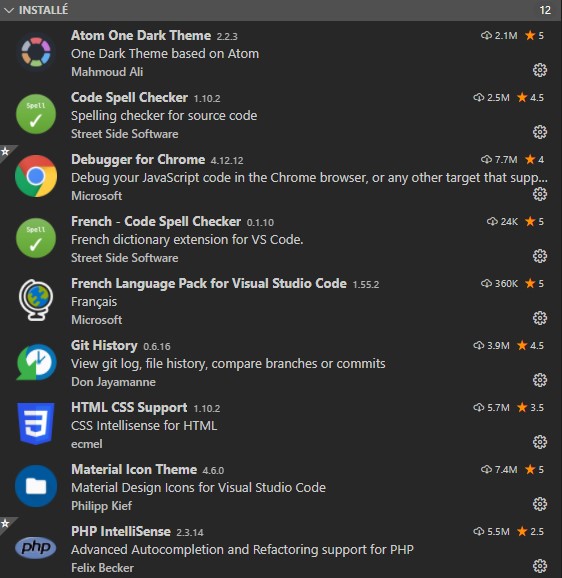 INSTALLÉ 12
Atom One Dark Theme 2.2.3 2.1M 5
One Dark Theme based on Atom
Mahmoud Ali
Spell
Code Spell Checker 1.10.2 2.5M 4.5
Spelling checker for source code
Street Side Software
Debugger for Chrome 4.12.12 7.7M 4
Debug your JavaScript code in the Chrome browser, or any other target that supp...
Microsoft
Spell
French - Code Spell Checker 0.1.10 24K 5
French dictionary extension for VS Code.
Street Side Software
French Language Pack for Visual Studio Code 1.55.2 360K 5
Français
Microsoft
Git History 0.6.16 3.9M 4.5
View git log, file history, compare branches or commits
Don Jayamanne
HTML CSS Support 1.10.2 5.7M 3.5
CSS Intellisense for HTML
ecmel
Material Icon Theme 4.6.0 7.4M 5
Material Design Icons for Visual Studio Code
Philipp Kief
PHP IntelliSense 2.3.14 5.5M 2.5
php
Advanced Autocompletion and Refactoring support for PHP
Felix Becker